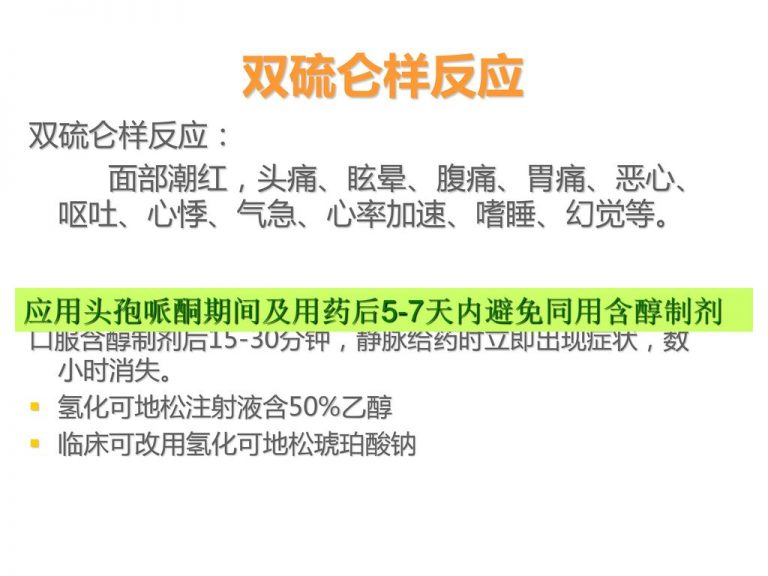 双硫仑样反应
双硫仑样反应：
面部潮红，头痛、眩晕、腹痛、胃痛、恶心、
呕吐、心悸、气急、心率加速、嗜睡、幻觉等。
应用头孢哌酮期间及用药后5-7天内避免同用含醇制剂
口服含醇制剂后15-30分钟，静脉给药时立即出现症状，数
小时消失。
氢化可地松注射液含50%乙醇
临床可改用氢化可地松琥珀酸钠